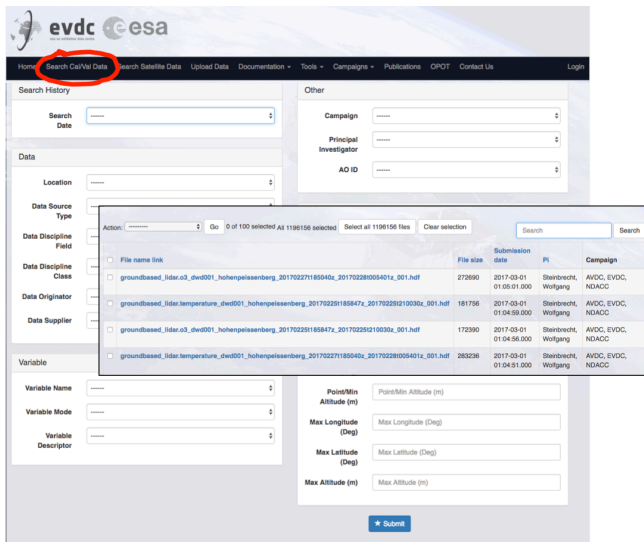 evdc esa
esa atm validation data centre
Home Search Cal/Val Data Search Satellite Data Upload Data Documentation Tools Campaigns Publications OPOT Contact Us Login
Search History
Search Date ------
Data
Location ------
Data Source Type
Data Discipline Field
Data Discipline Class
Data Originator
Data Supplier
Variable
Variable Name ------
Variable Mode ------
Variable Descriptor ------
Other
Campaign ------
Principal Investigator ------
AO ID ------
Action: --------- Go 0 of 100 selected All 1196156 selected Select all 1196156 files Clear selection Search Search
File name link File size Submission date Pi Campaign
groundbased_lidar.o3_dwd001_hohenpeissenberg_20170227t185040z_20170228t005401z_001.hdf 272690 2017-03-01 01:05:01.000 Steinbrecht, Wolfgang AVDC, EVDC, NDACC
groundbased_lidar.temperature_dwd001_hohenpeissenberg_20170225t185847z_20170225t210030z_001.hdf 181756 2017-03-01 01:04:59.000 Steinbrecht, Wolfgang AVDC, EVDC, NDACC
groundbased_lidar.o3_dwd001_hohenpeissenberg_20170225t185847z_20170225t210030z_001.hdf 172390 2017-03-01 01:04:56.000 Steinbrecht, Wolfgang AVDC, EVDC, NDACC
groundbased_lidar.temperature_dwd001_hohenpeissenberg_20170227t185040z_20170228t005401z_001.hdf 283236 2017-03-01 01:04:51.000 Steinbrecht, Wolfgang AVDC, EVDC, NDACC
Point/Min Altitude (m) Point/Min Altitude (m)
Max Longitude (Deg) Max Longitude (Deg)
Max Latitude (Deg) Max Latitude (Deg)
Max Altitude (m) Max Altitude (m)
Submit